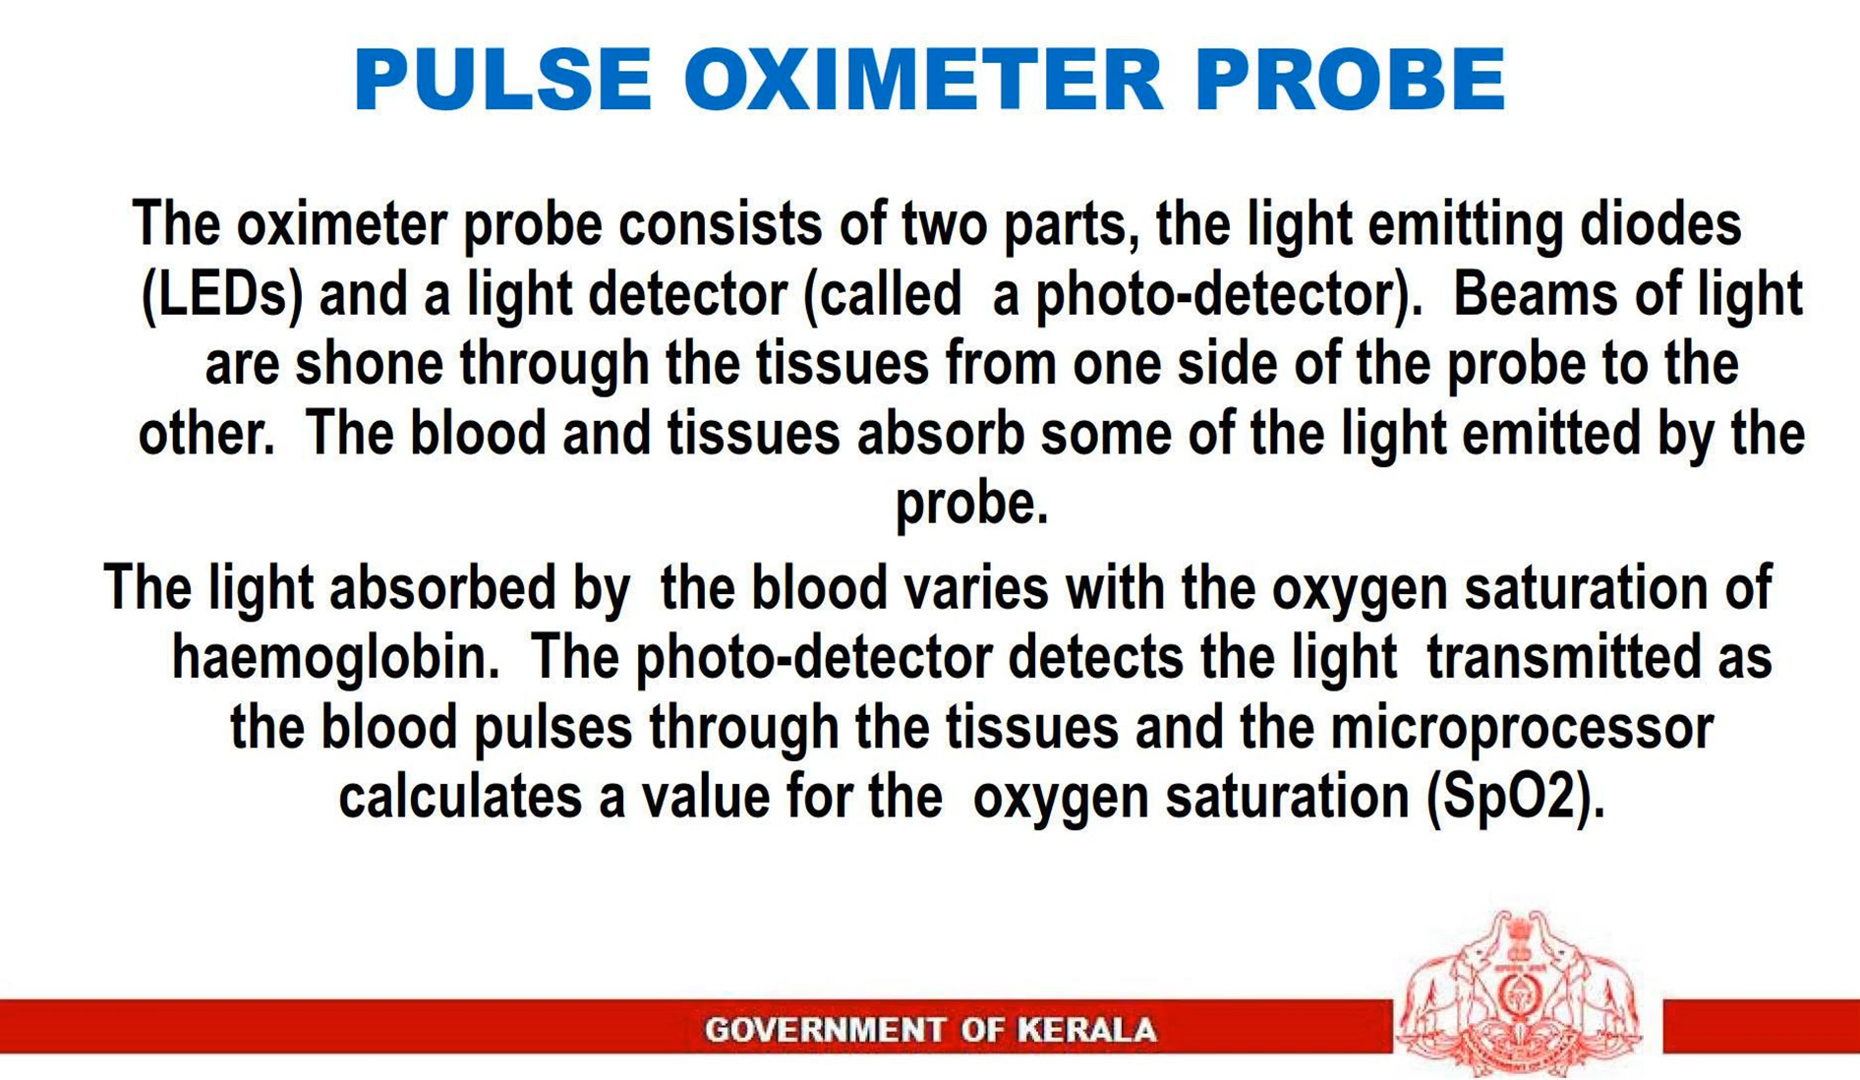 PULSE OXIMETER PROBE
The oximeter probe consists of two parts, the light emitting diodes
(LEDs) and a light detector (called  a photo-detector).  Beams of light
are shone through the tissues from one side of the probe to the
other.  The blood and tissues absorb some of the light emitted by the
probe.
The light absorbed by  the blood varies with the oxygen saturation of
haemoglobin.  The photo-detector detects the light  transmitted as
the blood pulses through the tissues and the microprocessor
calculates a value for the  oxygen saturation (SpO2).
GOVERNMENT OF KERALA